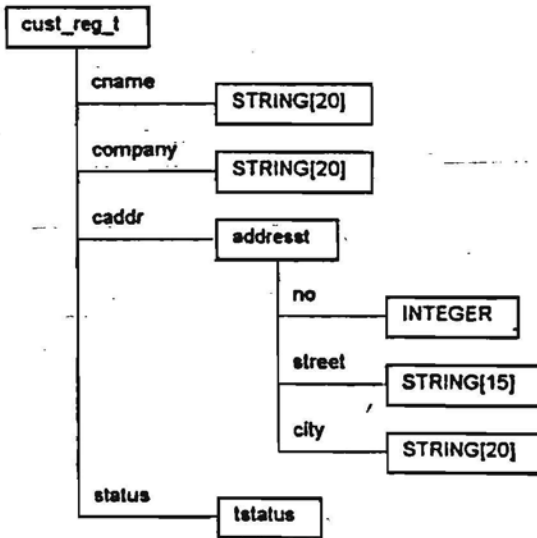 cust_reg_t
cname
STRING[20]
company
STRING[20]
caddr
addresst
no
INTEGER
street
STRING[15]
city
STRING[20]
status
tstatus